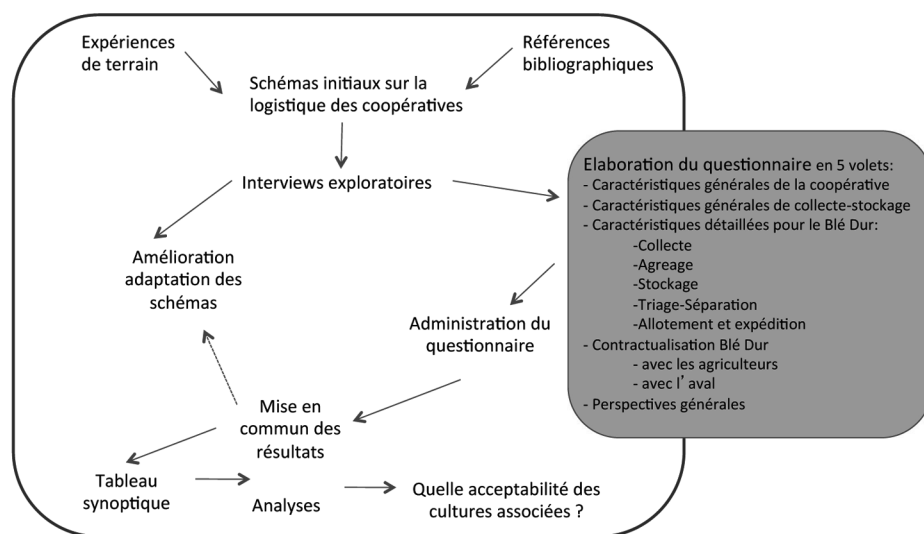 Expériences
de terrain
Références
bibliographiques
Schémas initiaux sur la
logistique des coopératives
Interviews exploratoires
Elaboration du questionnaire en 5 volets:
- Caractéristiques générales de la coopérative
- Caractéristiques générales de collecte-stockage
- Caractéristiques détaillées pour le Blé Dur:
-Collecte
-Agreage
-Stockage
-Triage-Séparation
-Allotement et expédition
- Contractualisation Blé Dur
- avec les agriculteurs
- avec l'aval
- Perspectives générales
Amélioration
adaptation des
schémas
Administration du
questionnaire
Mise en
commun des
résultats
Tableau
synoptique
Analyses
Quelle acceptabilité des
cultures associées ?